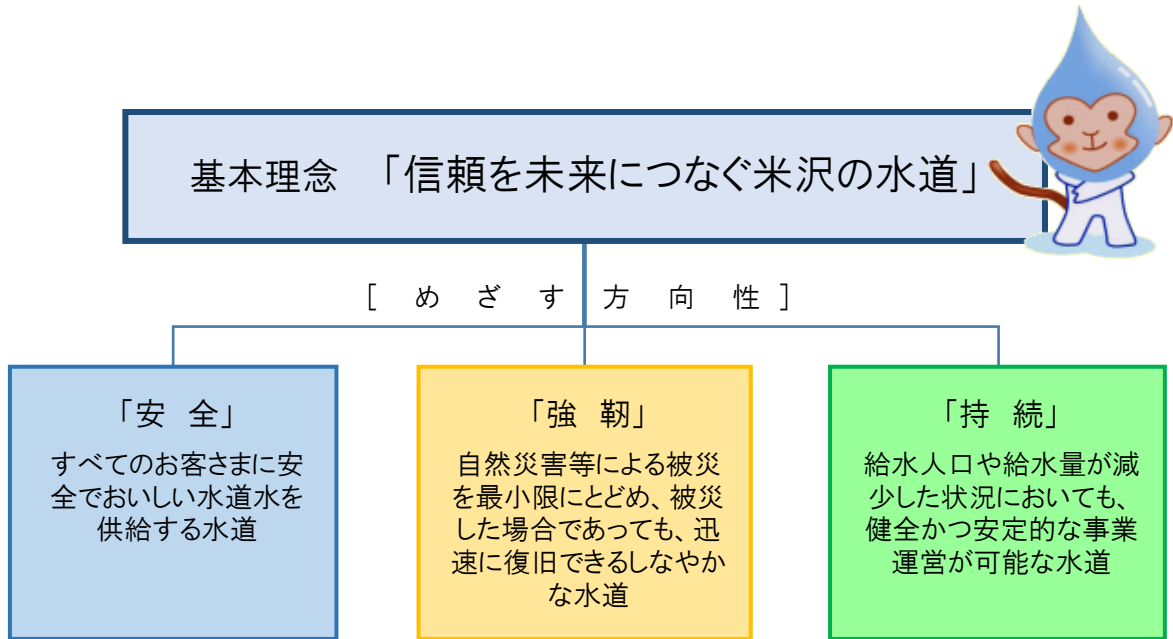 基本理念 「信頼を未来につなぐ米沢の水道」
[ め ざ す 方 向 性 ]
「安 全」
すべてのお客さまに安
全でおいしい水道水を
供給する水道
「強 靭」
自然災害等による被災
を最小限にとどめ、被災
した場合であっても、迅
速に復旧できるしなやか
な水道
「持 続」
給水人口や給水量が減
少した状況においても、
健全かつ安定的な事業
運営が可能な水道